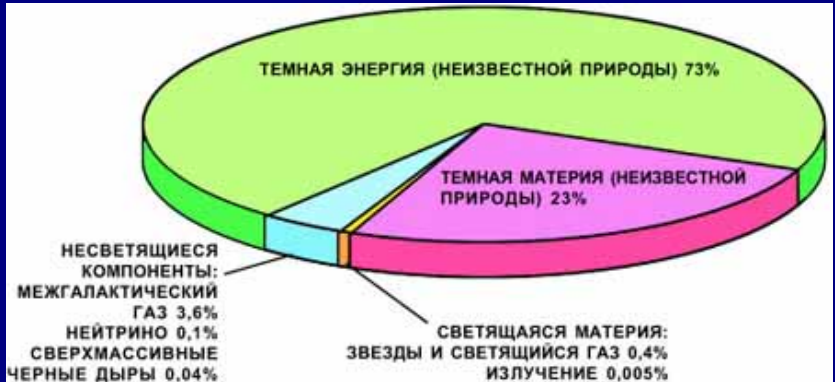 ТЕМНАЯ ЭНЕРГИЯ (НЕИЗВЕСТНОЙ ПРИРОДЫ) 73%
ТЕМНАЯ МАТЕРИЯ (НЕИЗВЕСТНОЙ
ПРИРОДЫ) 23%
НЕСВЕТЯЩИЕСЯ
КОМПОНЕНТЫ:
МЕЖГАЛАКТИЧЕСКИЙ
ГАЗ 3,6%
НЕЙТРИНО 0,1%
СВЕРХМАССИВНЫЕ
ЧЕРНЫЕ ДЫРЫ 0,04%
СВЕТЯЩАЯСЯ МАТЕРИЯ:
ЗВЕЗДЫ И СВЕТЯЩИЙСЯ ГАЗ 0,4%
ИЗЛУЧЕНИЕ 0,005%